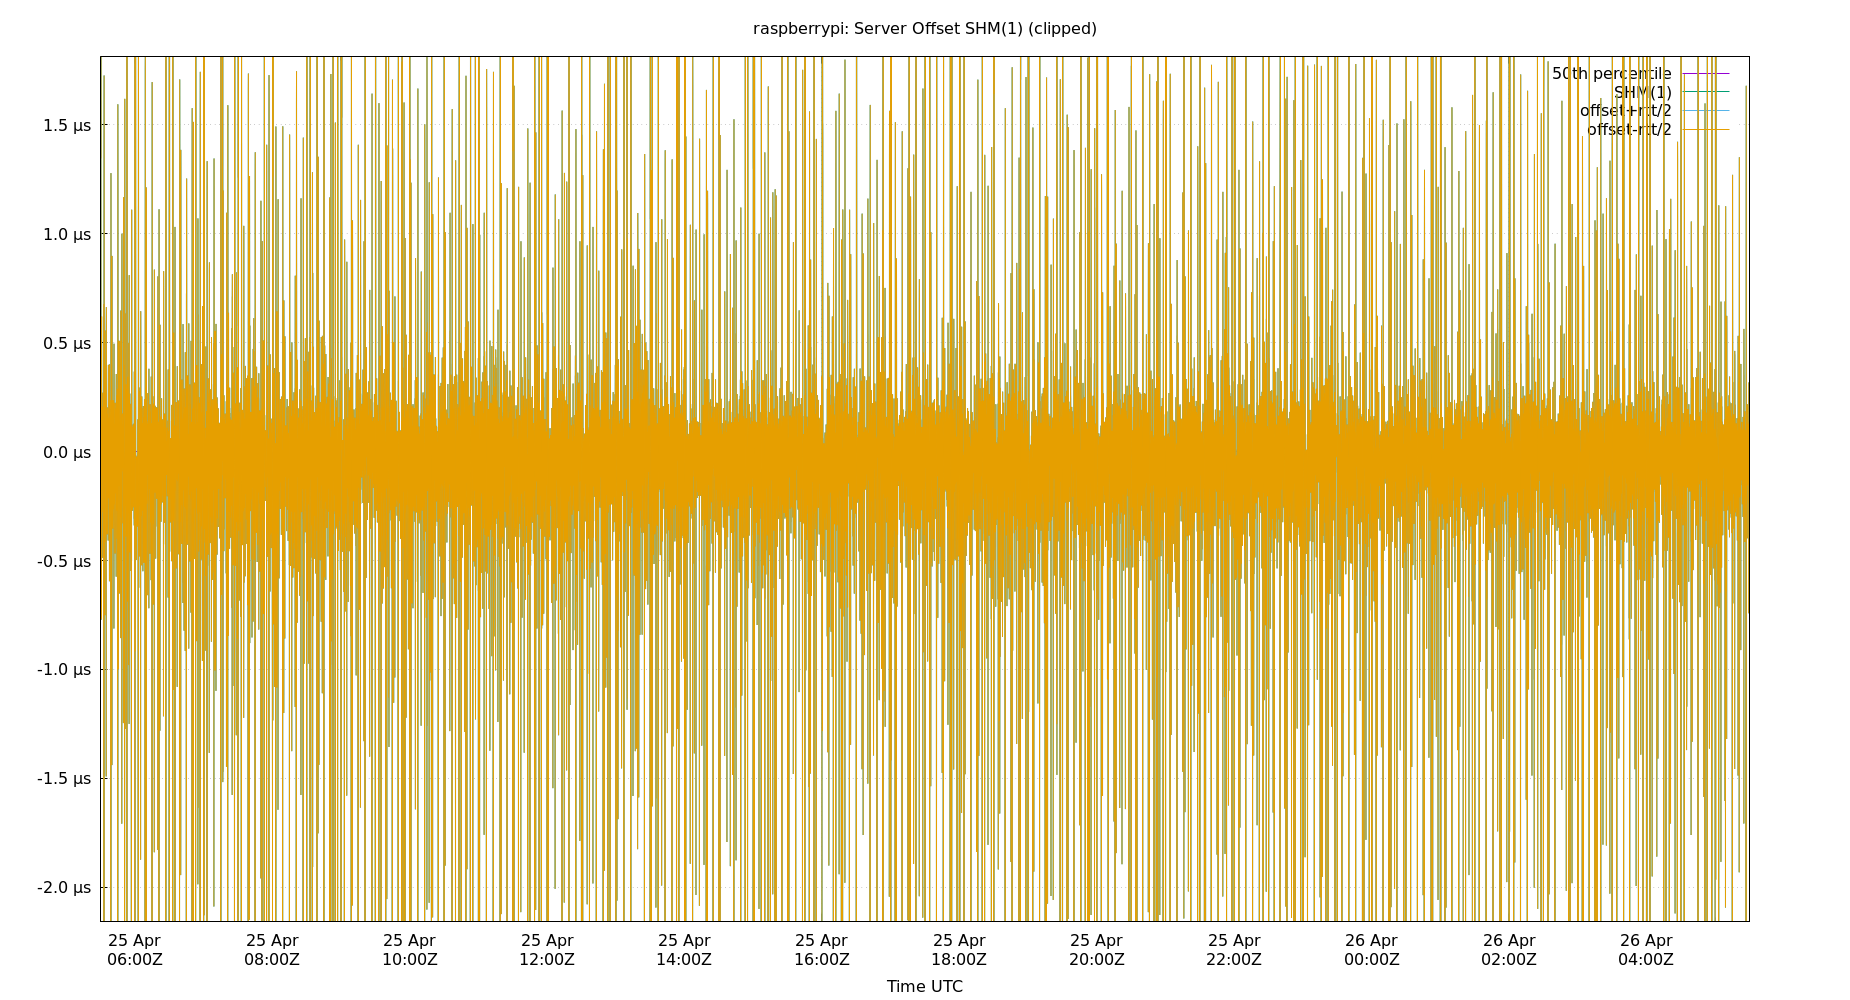 raspberrypi: Server Offset SHM(1) (clipped)
50th percentile
SHM(1)
offset+rtt/2
offset-rtt/2
1.5 µs
1.0 µs
0.5 µs
0.0 µs
-0.5 µs
-1.0 µs
-1.5 µs
-2.0 µs
25 Apr 25 Apr 25 Apr 25 Apr 25 Apr 25 Apr 25 Apr 25 Apr 25 Apr 26 Apr 26 Apr 26 Apr
06:00Z 08:00Z 10:00Z 12:00Z 14:00Z 16:00Z 18:00Z 20:00Z 22:00Z 00:00Z 02:00Z 04:00Z
Time UTC